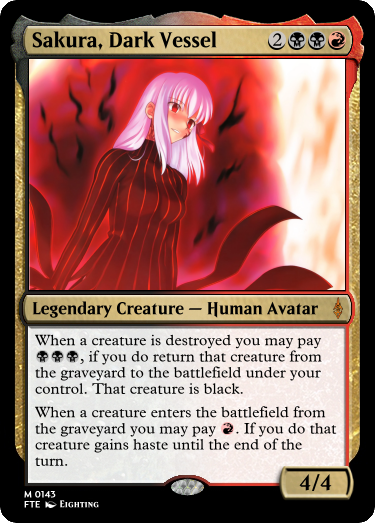 Sakura, Dark Vessel 2
Legendary Creature — Human Avatar
When a creature is destroyed you may pay
, if you do return that creature from
the graveyard to the battlefield under your
control. That creature is black.
When a creature enters the battlefield from
the graveyard you may pay . If you do that
creature gains haste until the end of the
turn.
4/4
M 0143
FTE EIGHTING